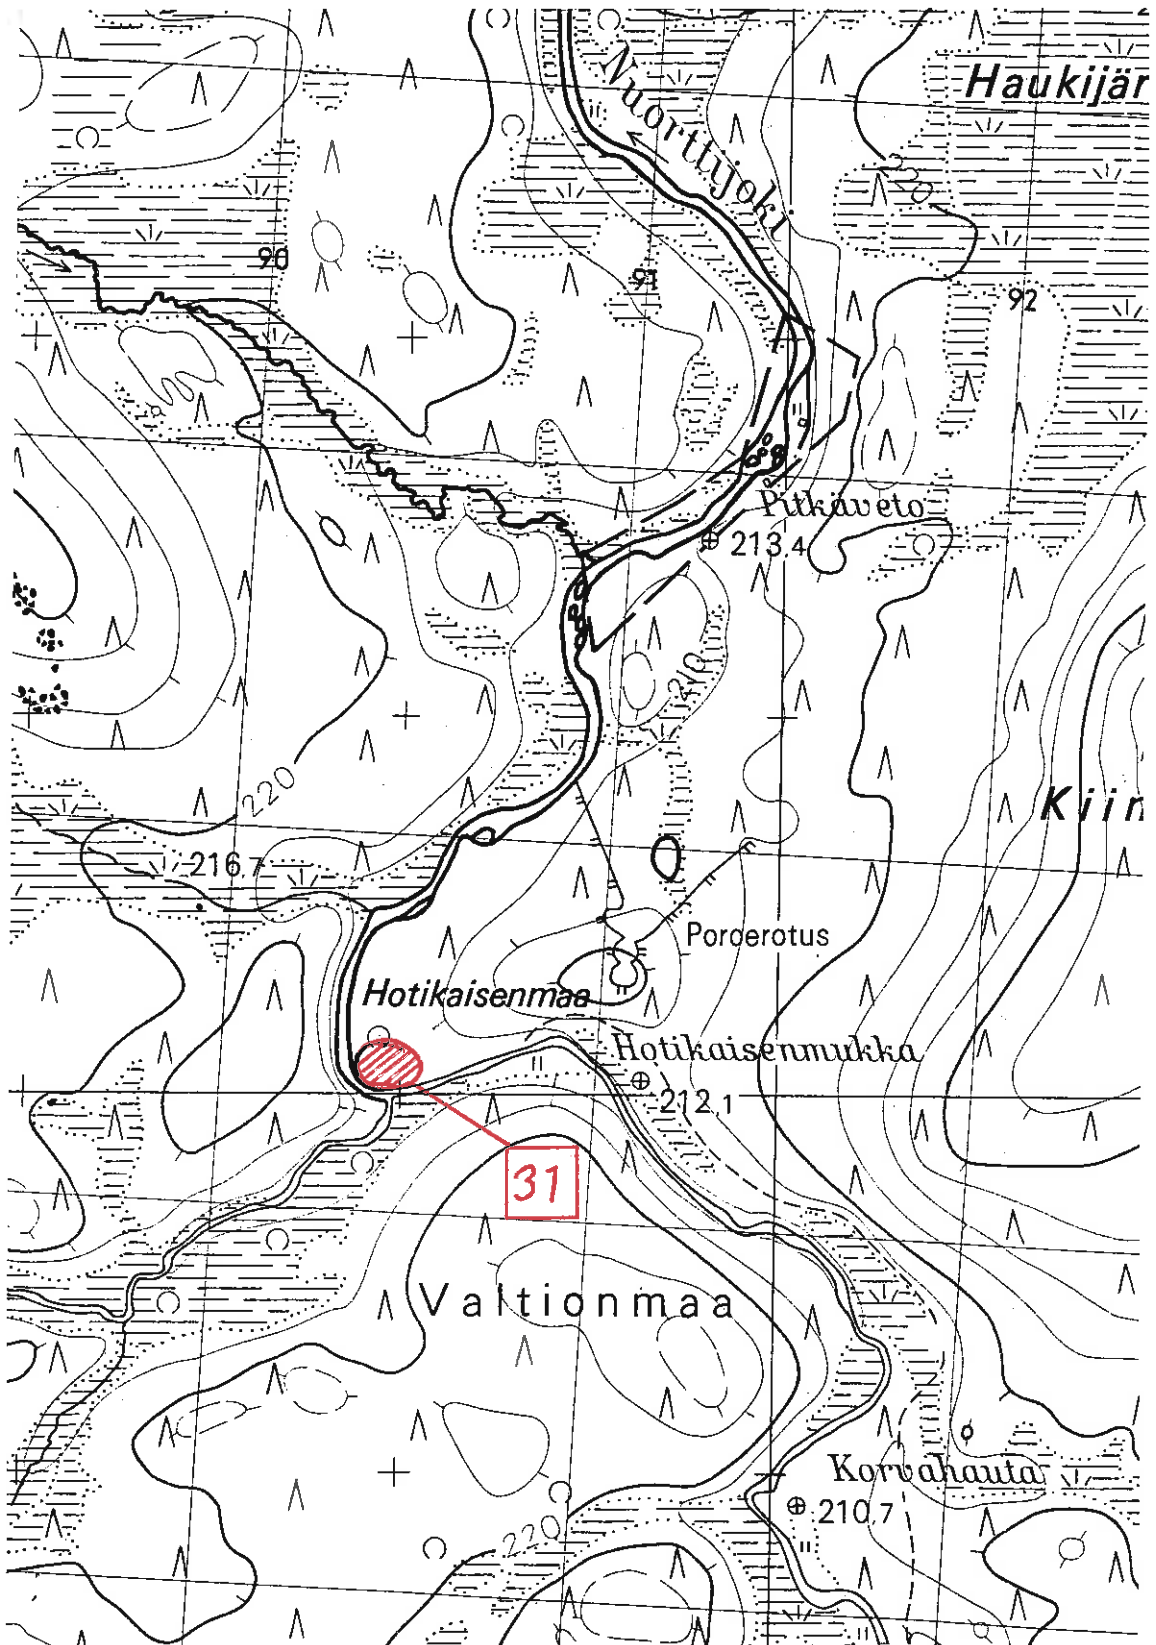 Haukijär
Nuorttijoki
220
90
91
92
Pitkäveto
213.4
210
220
Kiin
216.7
Poroerotus
Hotikaisenmaa
Hotikaisenmukka
212.1
31
Valtionmaa
Korvahauta
210.7
220